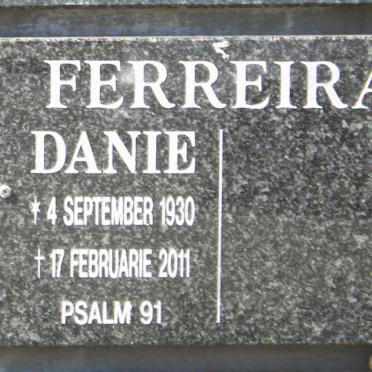 FERREIRA
DANIE
* 4 SEPTEMBER 1930
† 17 FEBRUARIE 2011
PSALM 91